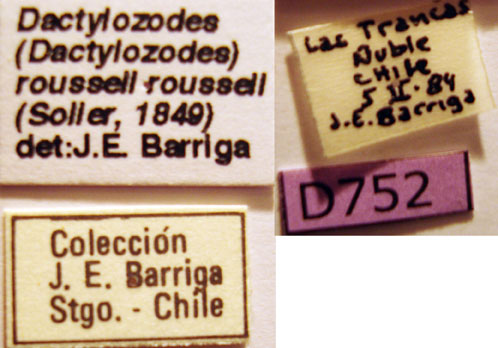 Dactylozodes
(Dactylozodes)
rousseli rousseli
(Solier, 1849)
det:J.E. Barriga
Colección
J. E. Barriga
Stgo. - Chile
Las Trancas
Ñuble
Chile
5 II. 84
J.E. Barriga
D752